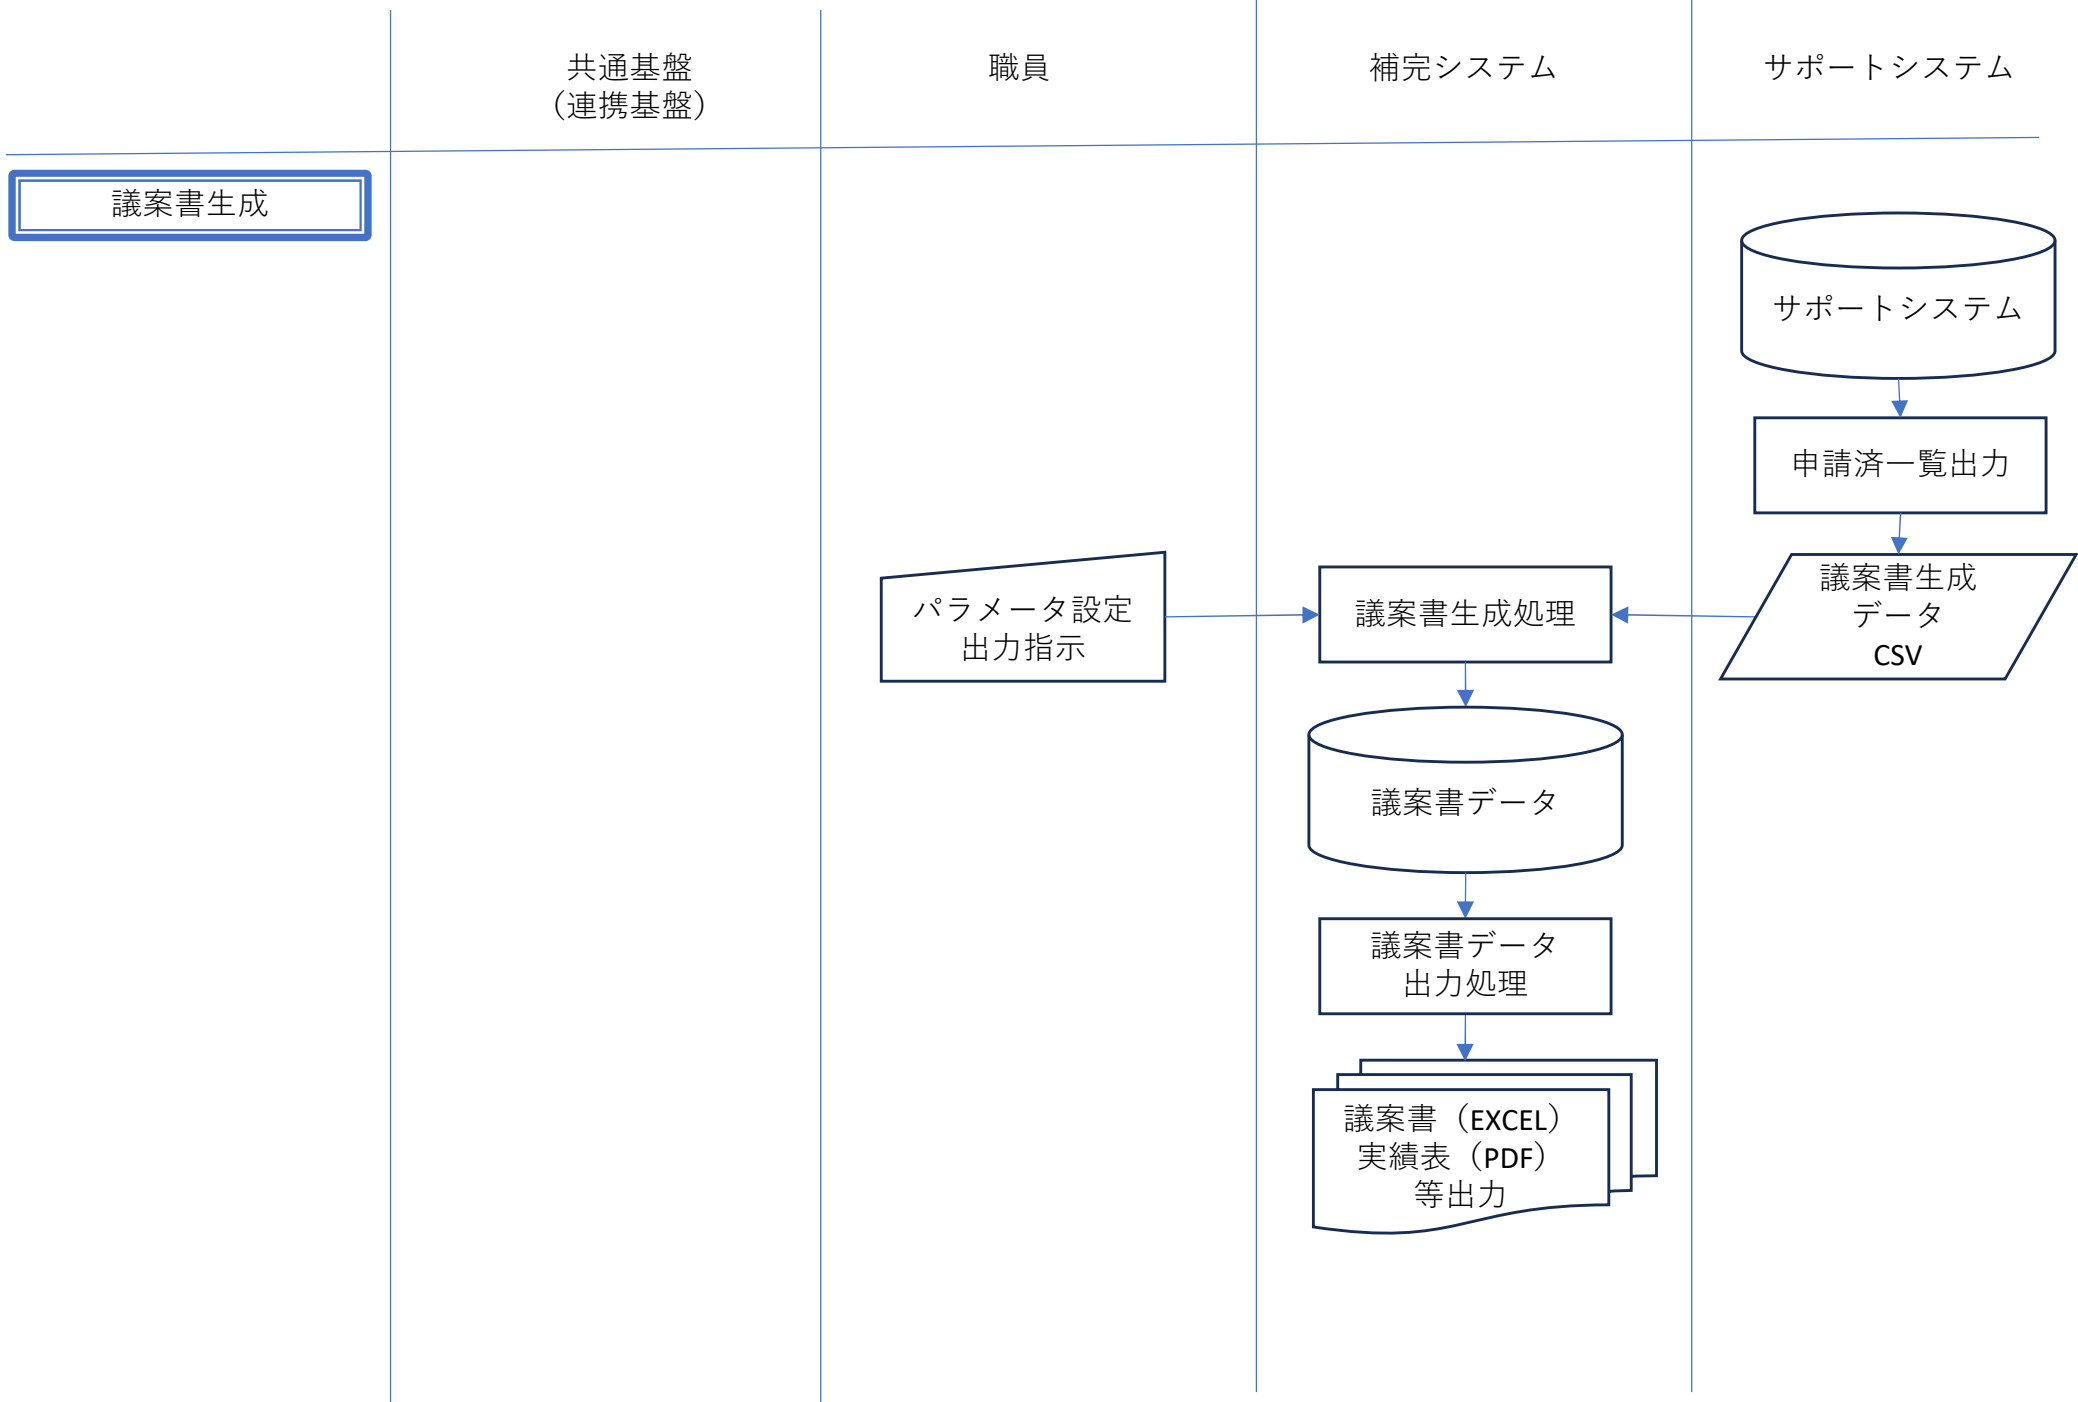 共通基盤
（連携基盤）
職員
補完システム
サポートシステム
議案書生成
サポートシステム
申請済一覧出力
議案書生成
データ
CSV
パラメータ設定
出力指示
議案書生成処理
議案書データ
議案書データ
出力処理
議案書（EXCEL）
実績表（PDF）
等出力